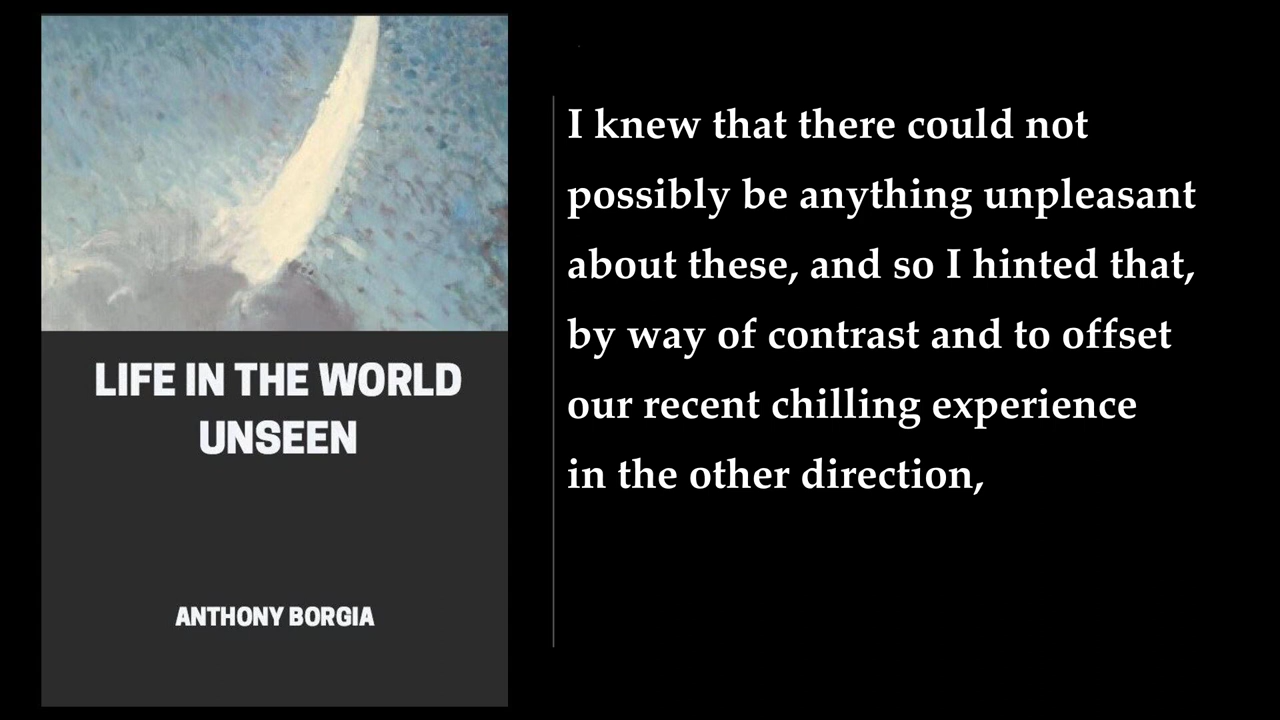 LIFE IN THE WORLD
UNSEEN
ANTHONY BORGIA
I knew that there could not
possibly be anything unpleasant
about these, and so I hinted that,
by way of contrast and to offset
our recent chilling experience
in the other direction,